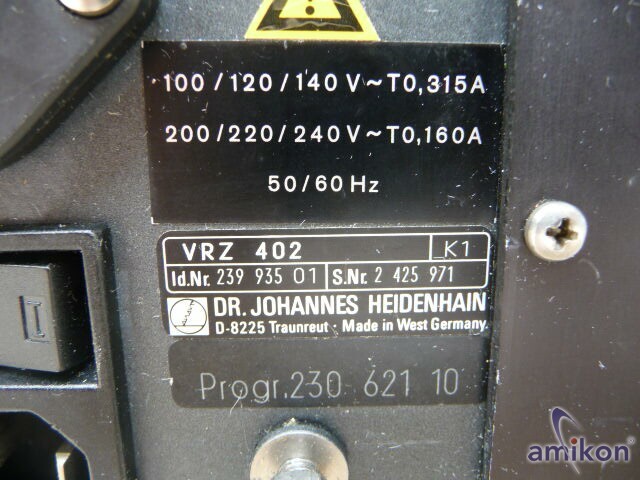 100/120/140 V~T0,315A
200/220/240 V~T0,160A
50/60 Hz
VRZ 402 _K1
Id.Nr. 239 935 01 S.Nr. 2 425 971
DR. JOHANNES HEIDENHAIN
D-8225 Traunreut · Made in West Germany
Progr. 230 621 10
amikon